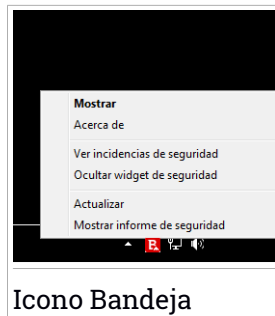 Mostrar
Acerca de
Ver incidencias de seguridad
Ocultar widget de seguridad
Actualizar
Mostrar informe de seguridad
B
Icono Bandeja